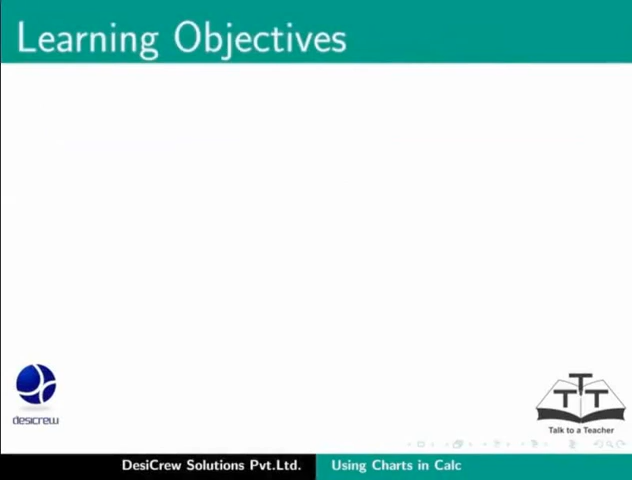 Learning Objectives
desicrew
T
T T
Talk to a Teacher
DesiCrew Solutions Pvt.Ltd. Using Charts in Calc